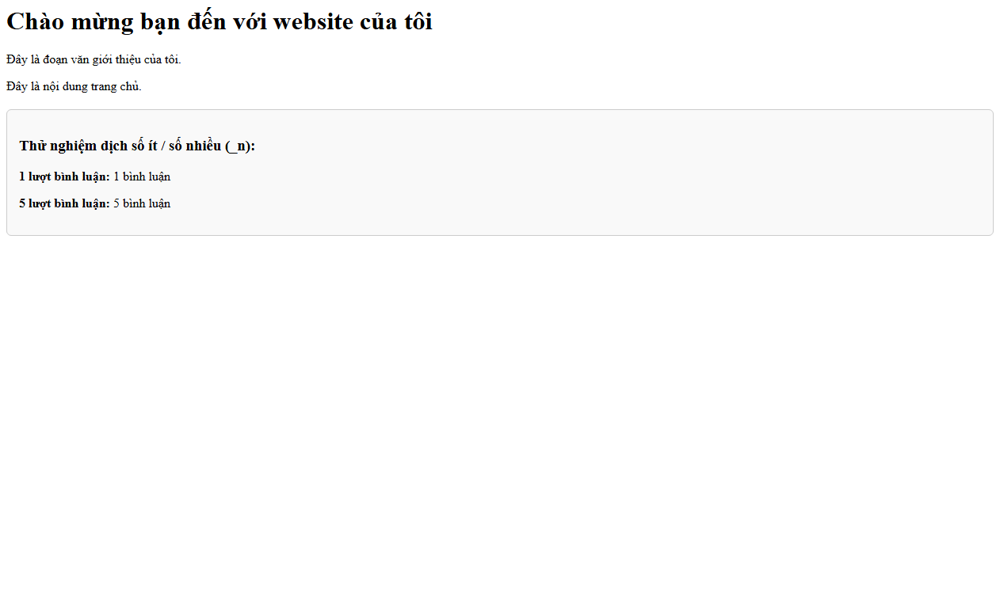 Chào mừng bạn đến với website của tôi
Đây là đoạn văn giới thiệu của tôi.
Đây là nội dung trang chủ.
Thử nghiệm dịch số ít / số nhiều (_n):
1 lượt bình luận: 1 bình luận
5 lượt bình luận: 5 bình luận